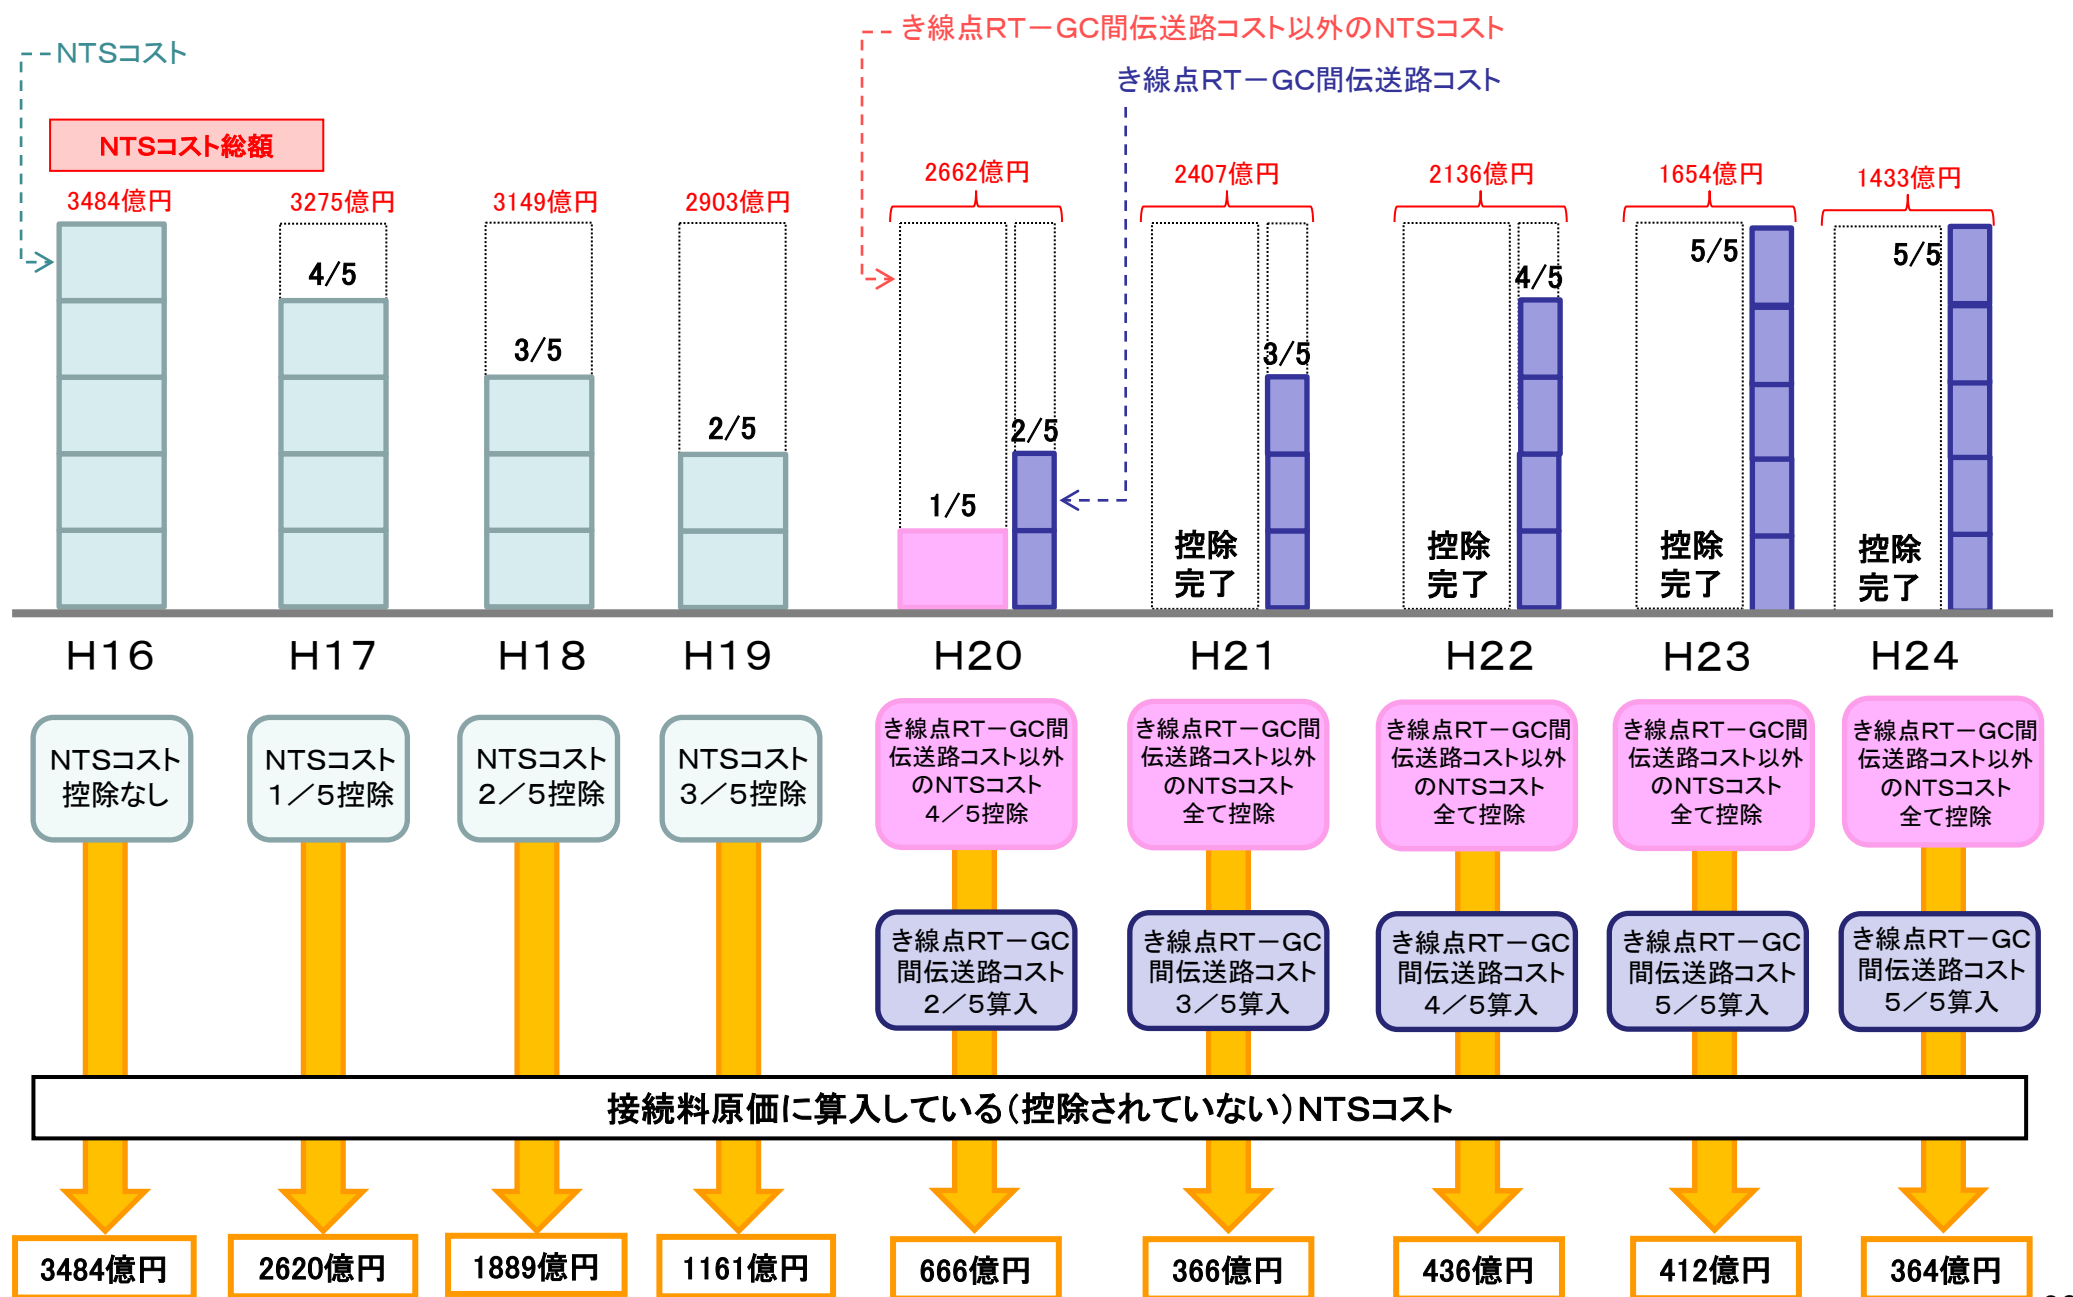 き線点RT－GC間伝送路コスト以外のNTSコスト
NTSコスト
き線点RT－GC間伝送路コスト
NTSコスト総額
3484億円
3275億円
3149億円
2903億円
2662億円
2407億円
2136億円
1654億円
1433億円
4/5
3/5
2/5
1/5
2/5
3/5
4/5
5/5
5/5
控除
完了
控除
完了
控除
完了
控除
完了
H16
H17
H18
H19
H20
H21
H22
H23
H24
NTSコスト
控除なし
NTSコスト
1／5控除
NTSコスト
2／5控除
NTSコスト
3／5控除
き線点RT－GC間
伝送路コスト以外
のNTSコスト
4／5控除
き線点RT－GC間
伝送路コスト以外
のNTSコスト
全て控除
き線点RT－GC間
伝送路コスト以外
のNTSコスト
全て控除
き線点RT－GC間
伝送路コスト以外
のNTSコスト
全て控除
き線点RT－GC間
伝送路コスト以外
のNTSコスト
全て控除
き線点RT－GC
間伝送路コスト
2／5算入
き線点RT－GC
間伝送路コスト
3／5算入
き線点RT－GC
間伝送路コスト
4／5算入
き線点RT－GC
間伝送路コスト
5／5算入
き線点RT－GC
間伝送路コスト
5／5算入
接続料原価に算入している（控除されていない）NTSコスト
3484億円
2620億円
1889億円
1161億円
666億円
366億円
436億円
412億円
364億円